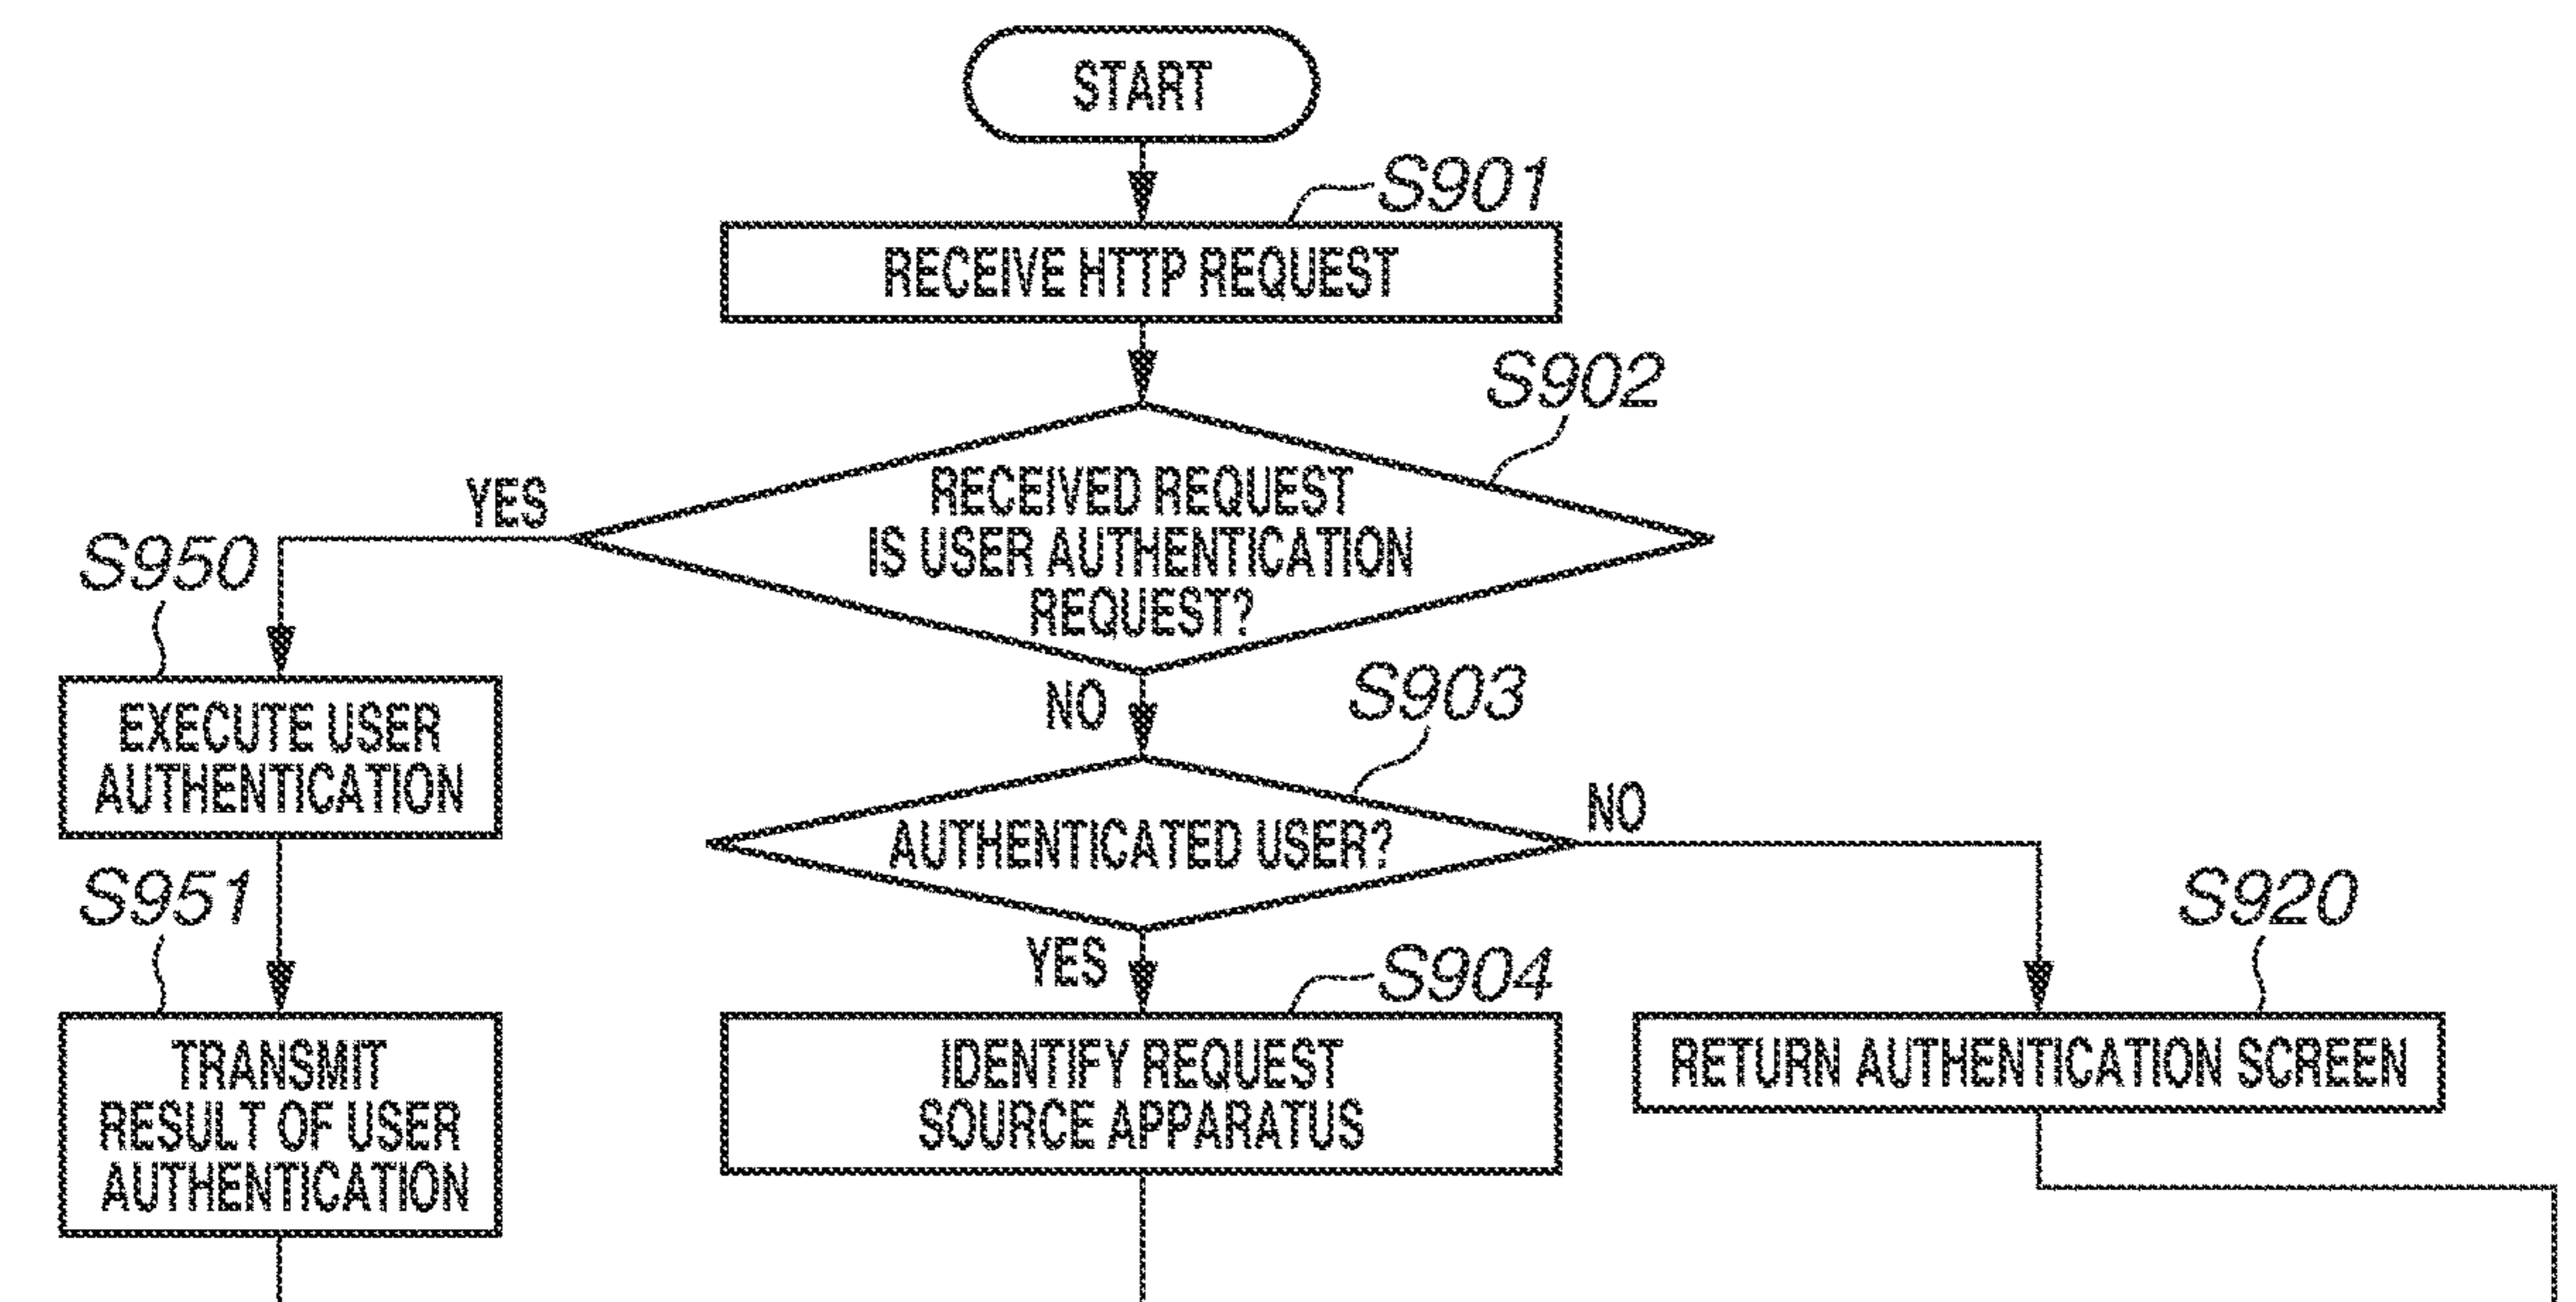 START
S901
RECEIVE HTTP REQUEST
S902
RECEIVED REQUEST
IS USER AUTHENTICATION
REQUEST?
YES
S950
EXECUTE USER
AUTHENTICATION
NO
S903
AUTHENTICATED USER?
NO
S951
TRANSMIT
RESULT OF USER
AUTHENTICATION
YES
S904
IDENTIFY REQUEST
SOURCE APPARATUS
S920
RETURN AUTHENTICATION SCREEN